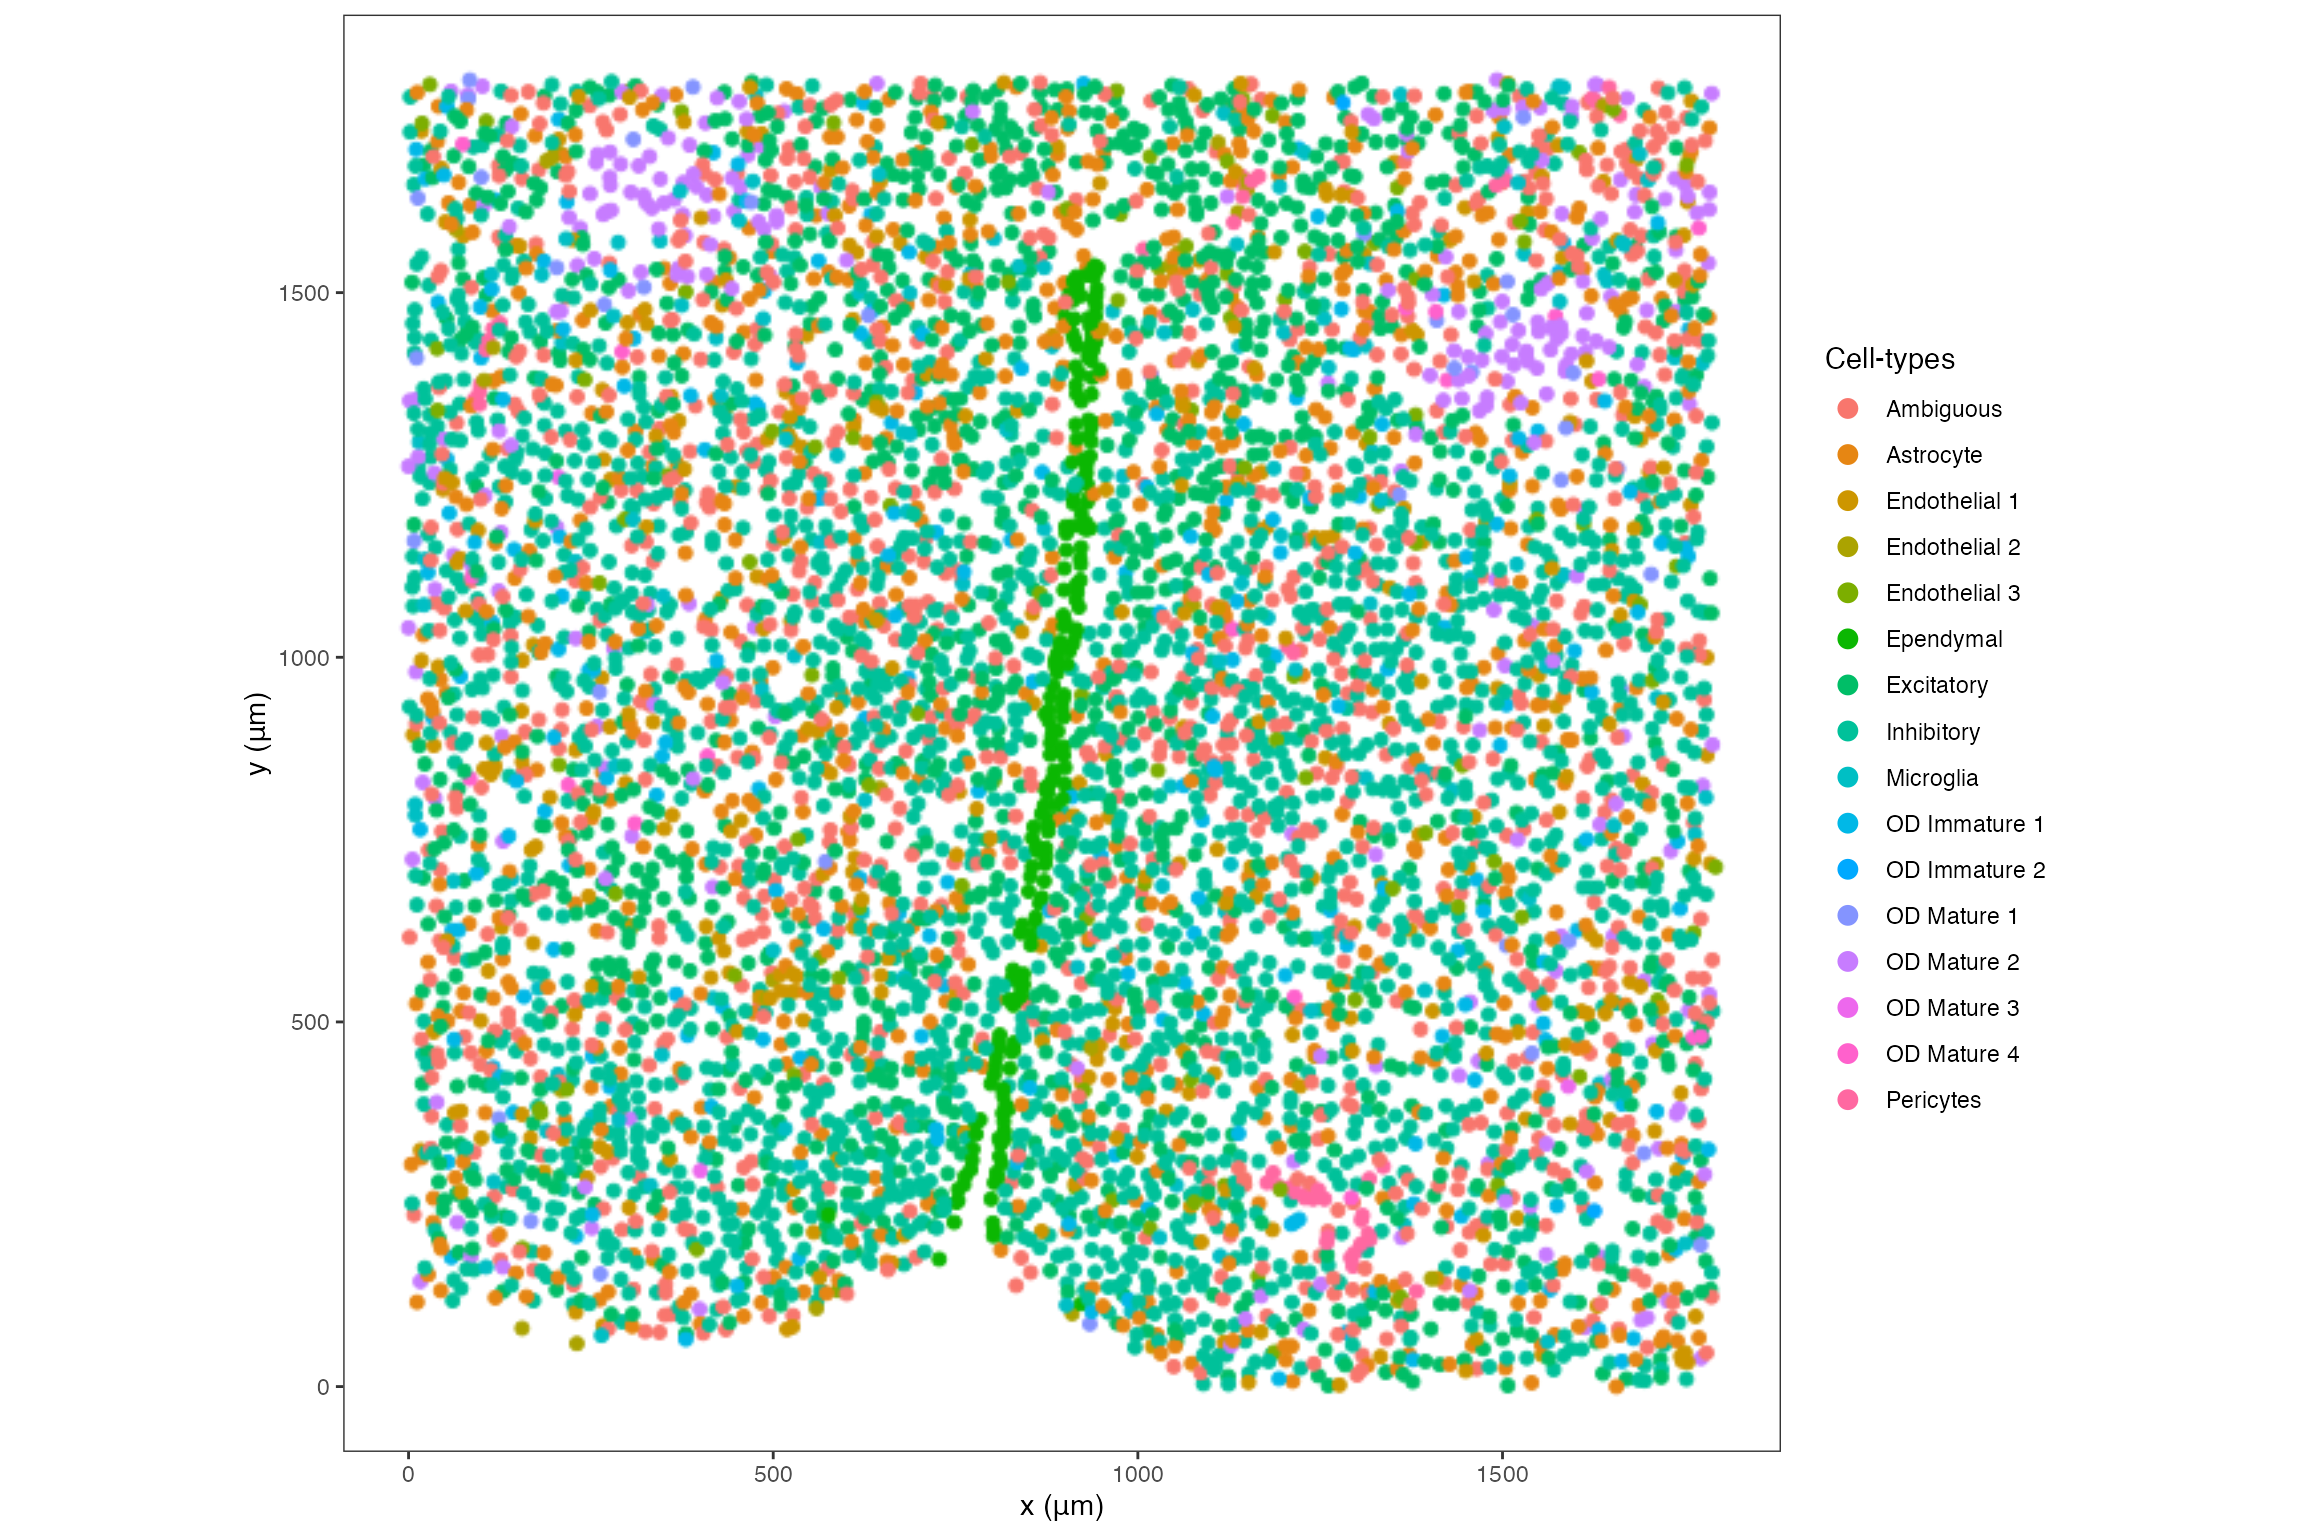 1500
1000
500
0
y (µm)
0
500
1000
1500
x (µm)
Cell-types
Ambiguous
Astrocyte
Endothelial 1
Endothelial 2
Endothelial 3
Ependymal
Excitatory
Inhibitory
Microglia
OD Immature 1
OD Immature 2
OD Mature 1
OD Mature 2
OD Mature 3
OD Mature 4
Pericytes